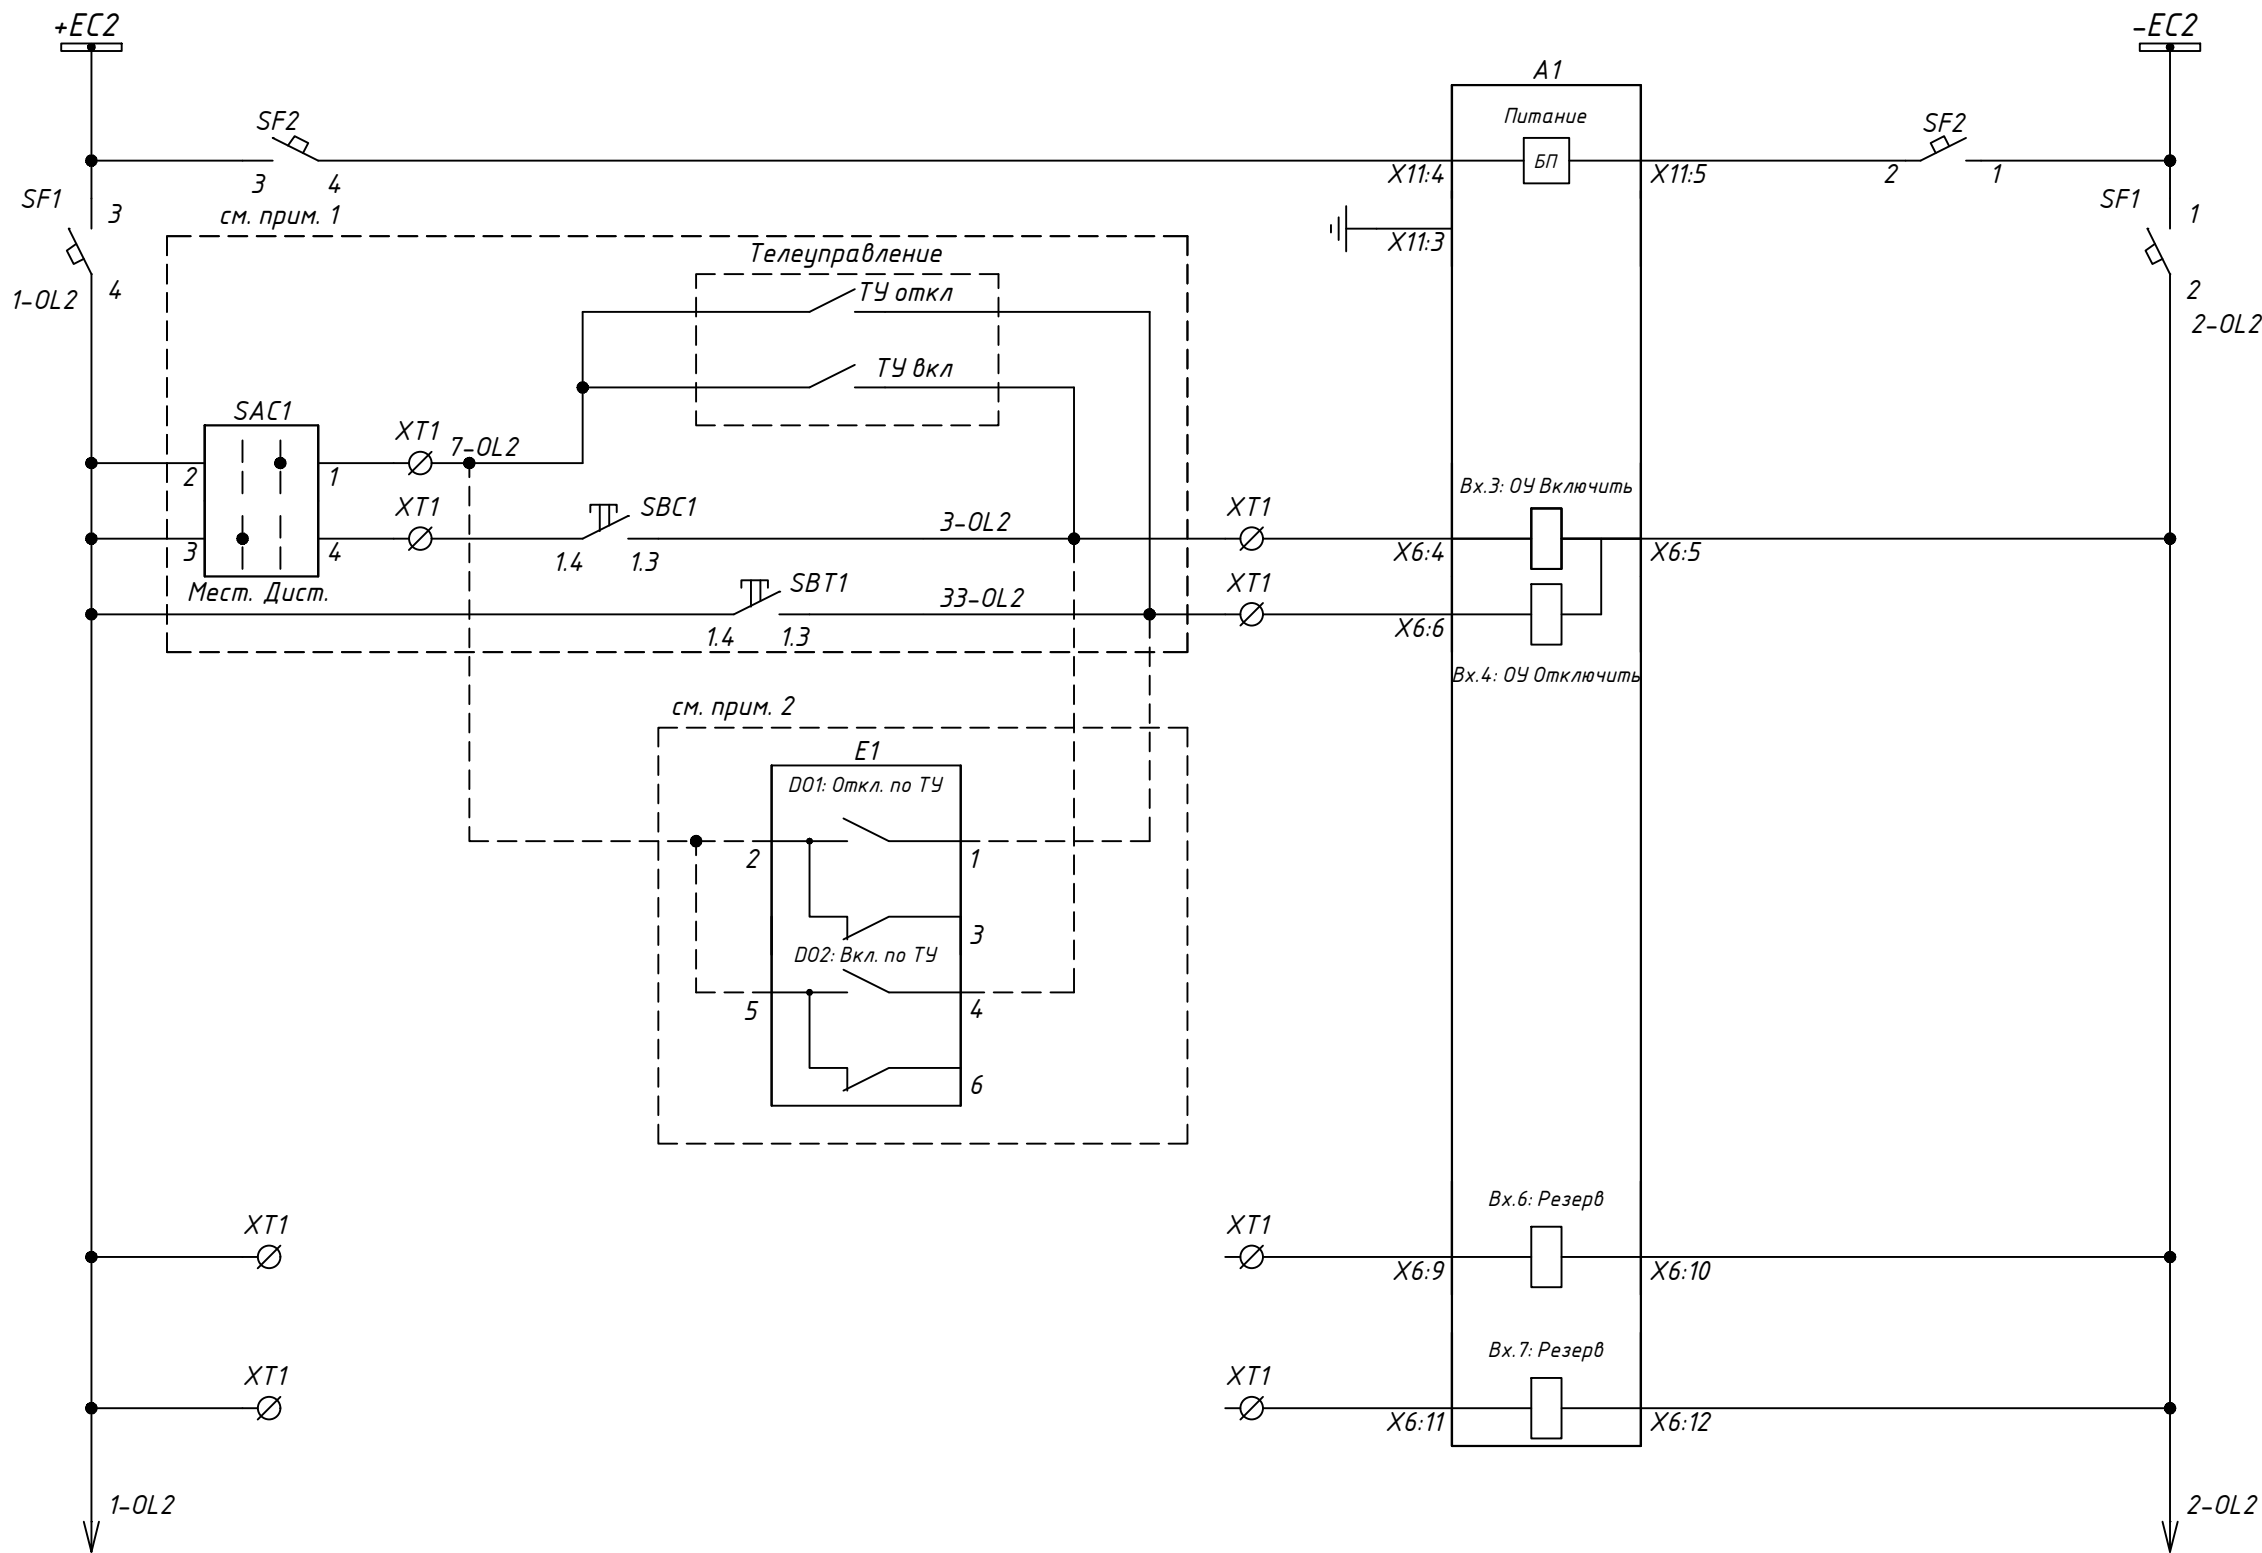 +EC2
-EC2
A1
Питание
SF2
БП
SF2
3
4
X11:4
X11:5
2
1
SF1
3
см. прим. 1
SF1
1
X11:3
Телеуправление
4
1-OL2
ТУ откл
2
2-OL2
ТУ вкл
SAC1
XT1
7-OL2
2
1
Вх.3: ОУ Включить
XT1
SBC1
3-OL2
XT1
3
4
1.4
1.3
X6:4
X6:5
Мест. Дист.
SBT1
33-OL2
XT1
1.4
1.3
X6:6
Вх.4: ОУ Отключить
см. прим. 2
E1
DO1: Откл. по ТУ
2
1
3
DO2: Вкл. по ТУ
5
4
6
Вх.6: Резерв
XT1
XT1
X6:9
X6:10
Вх.7: Резерв
XT1
XT1
X6:11
X6:12
1-OL2
2-OL2